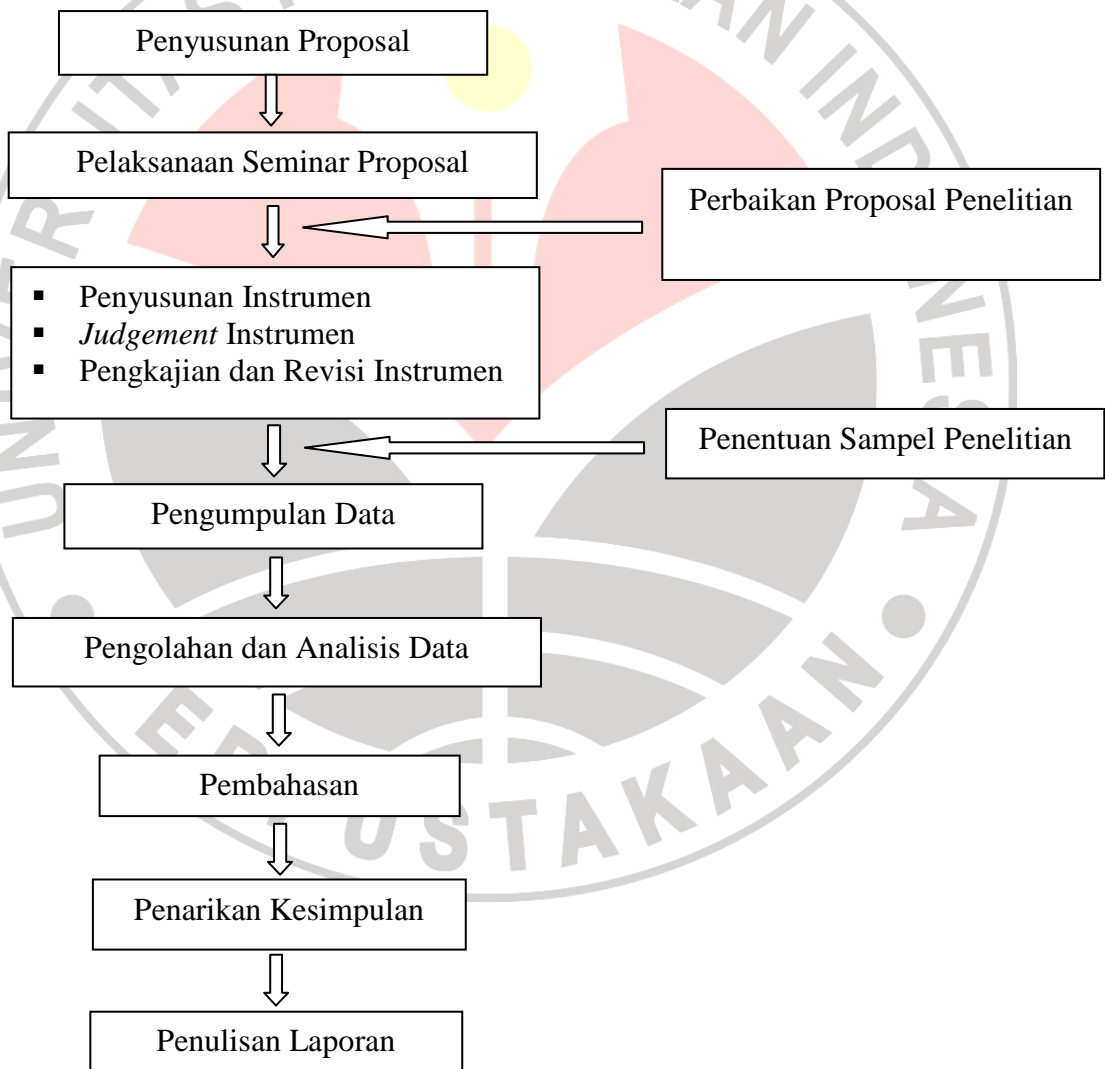 Penyusunan Proposal
Pelaksanaan Seminar Proposal
Perbaikan Proposal Penelitian
▪ Penyusunan Instrumen
▪ Judgement Instrumen
▪ Pengkajian dan Revisi Instrumen
Penentuan Sampel Penelitian
Pengumpulan Data
Pengolahan dan Analisis Data
Pembahasan
Penarikan Kesimpulan
Penulisan Laporan